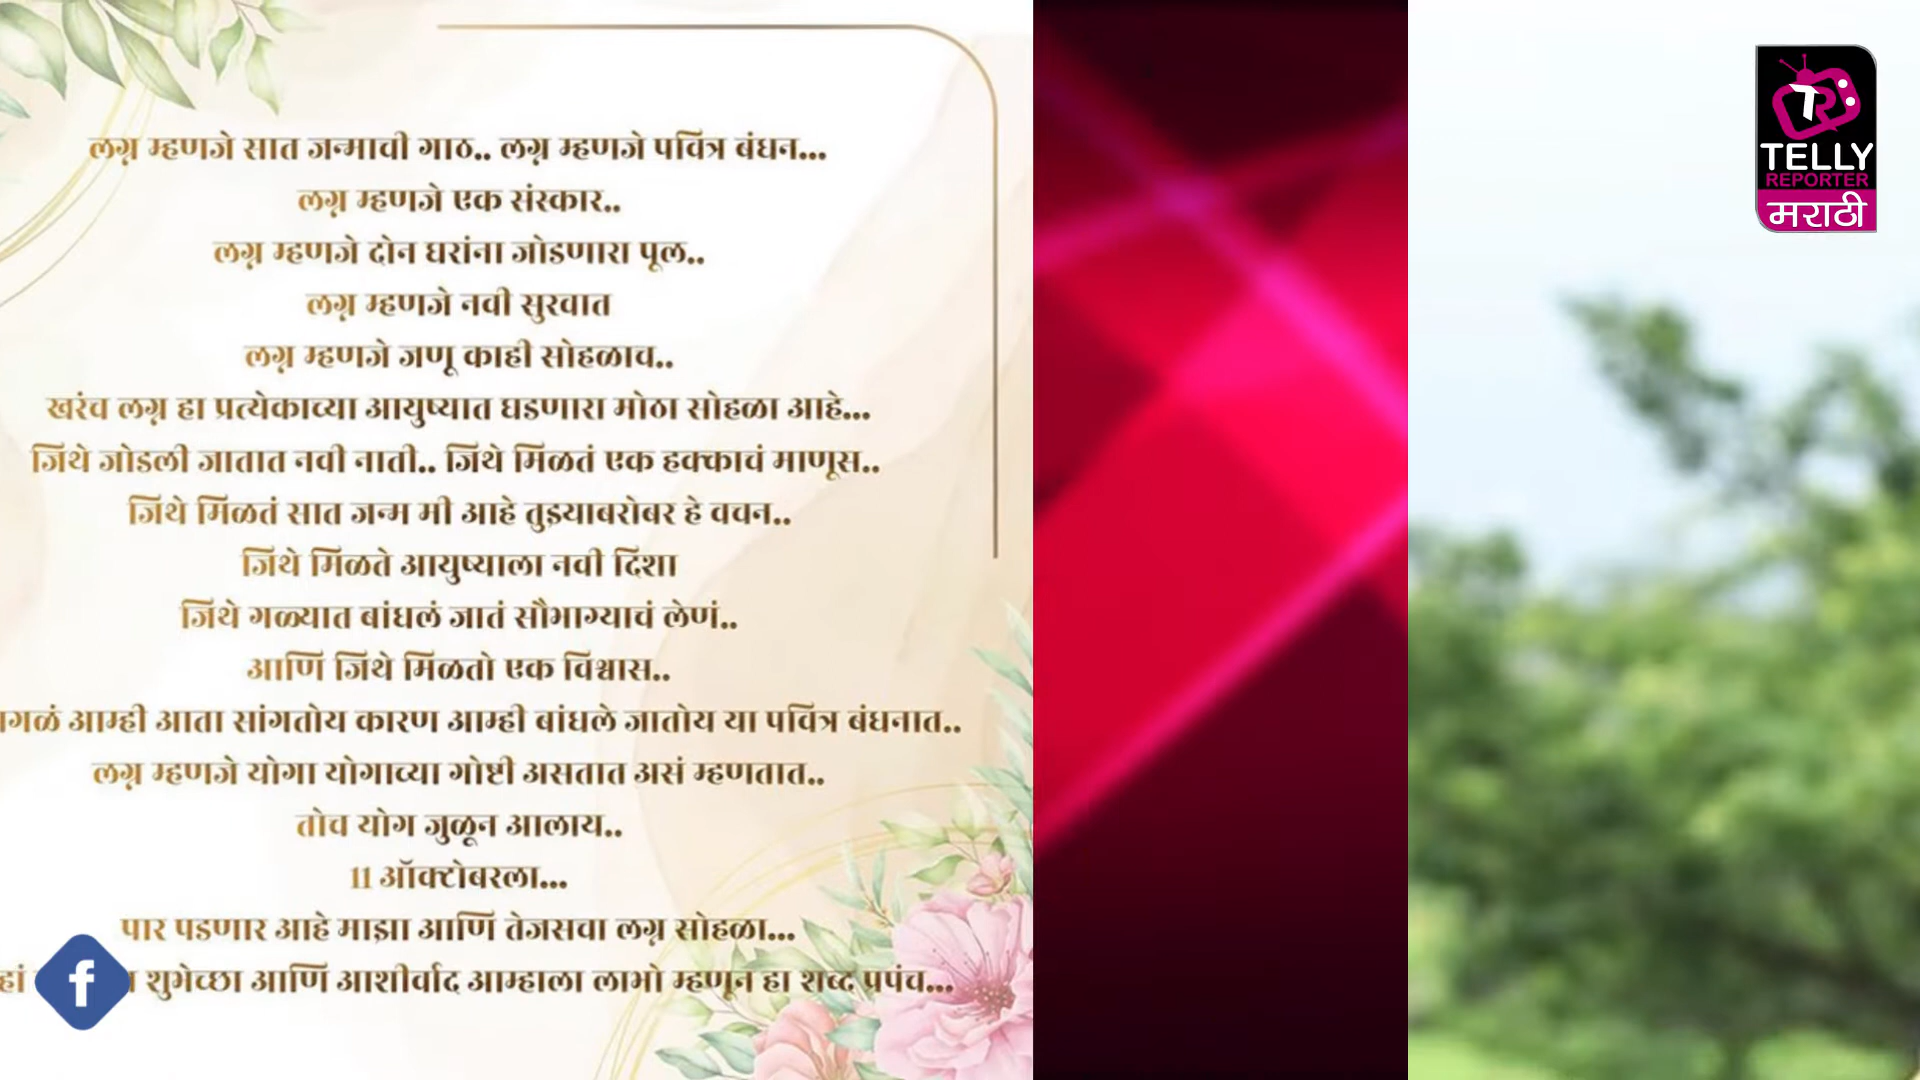 लग्न म्हणजे सात जन्माची गाठ.. लग्न म्हणजे पवित्र बंधन...
लग्न म्हणजे एक संस्कार..
लग्न म्हणजे दोन घरांना जोडणारा पूल..
लग्न म्हणजे नवी सुरवात
लग्न म्हणजे जणू काही सोहळाच..
खरंच लग्न हा प्रत्येकाच्या आयुष्यात घडणारा मोठा सोहळा आहे...
जिथे जोडली जातात नवी नाती.. जिथे मिळतं एक हक्काचं माणूस..
जिथे मिळतं सात जन्म मी आहे तुझ्याबरोबर हे वचन..
जिथे मिळते आयुष्याला नवी दिशा
जिथे गळ्यात बांधलं जातं सौभाग्याचं लेणं..
आणि जिथे मिळतो एक विश्वास..
आम्ही आता सांगतोय कारण आम्ही बांधले जातोय या पवित्र बंधनात..
लग्न म्हणजे योगा योगाच्या गोष्टी असतात असं म्हणतात..
तोच योग जुळून आलाय..
11 ऑक्टोबरला...
पार पडणार आहे माझा आणि तेजसचा लग्न सोहळा...
शुभेच्छा आणि आशीर्वाद आम्हाला लाभो म्हणून हा शब्द प्रपंच...
f
TR
TELLY
REPORTER
मराठी